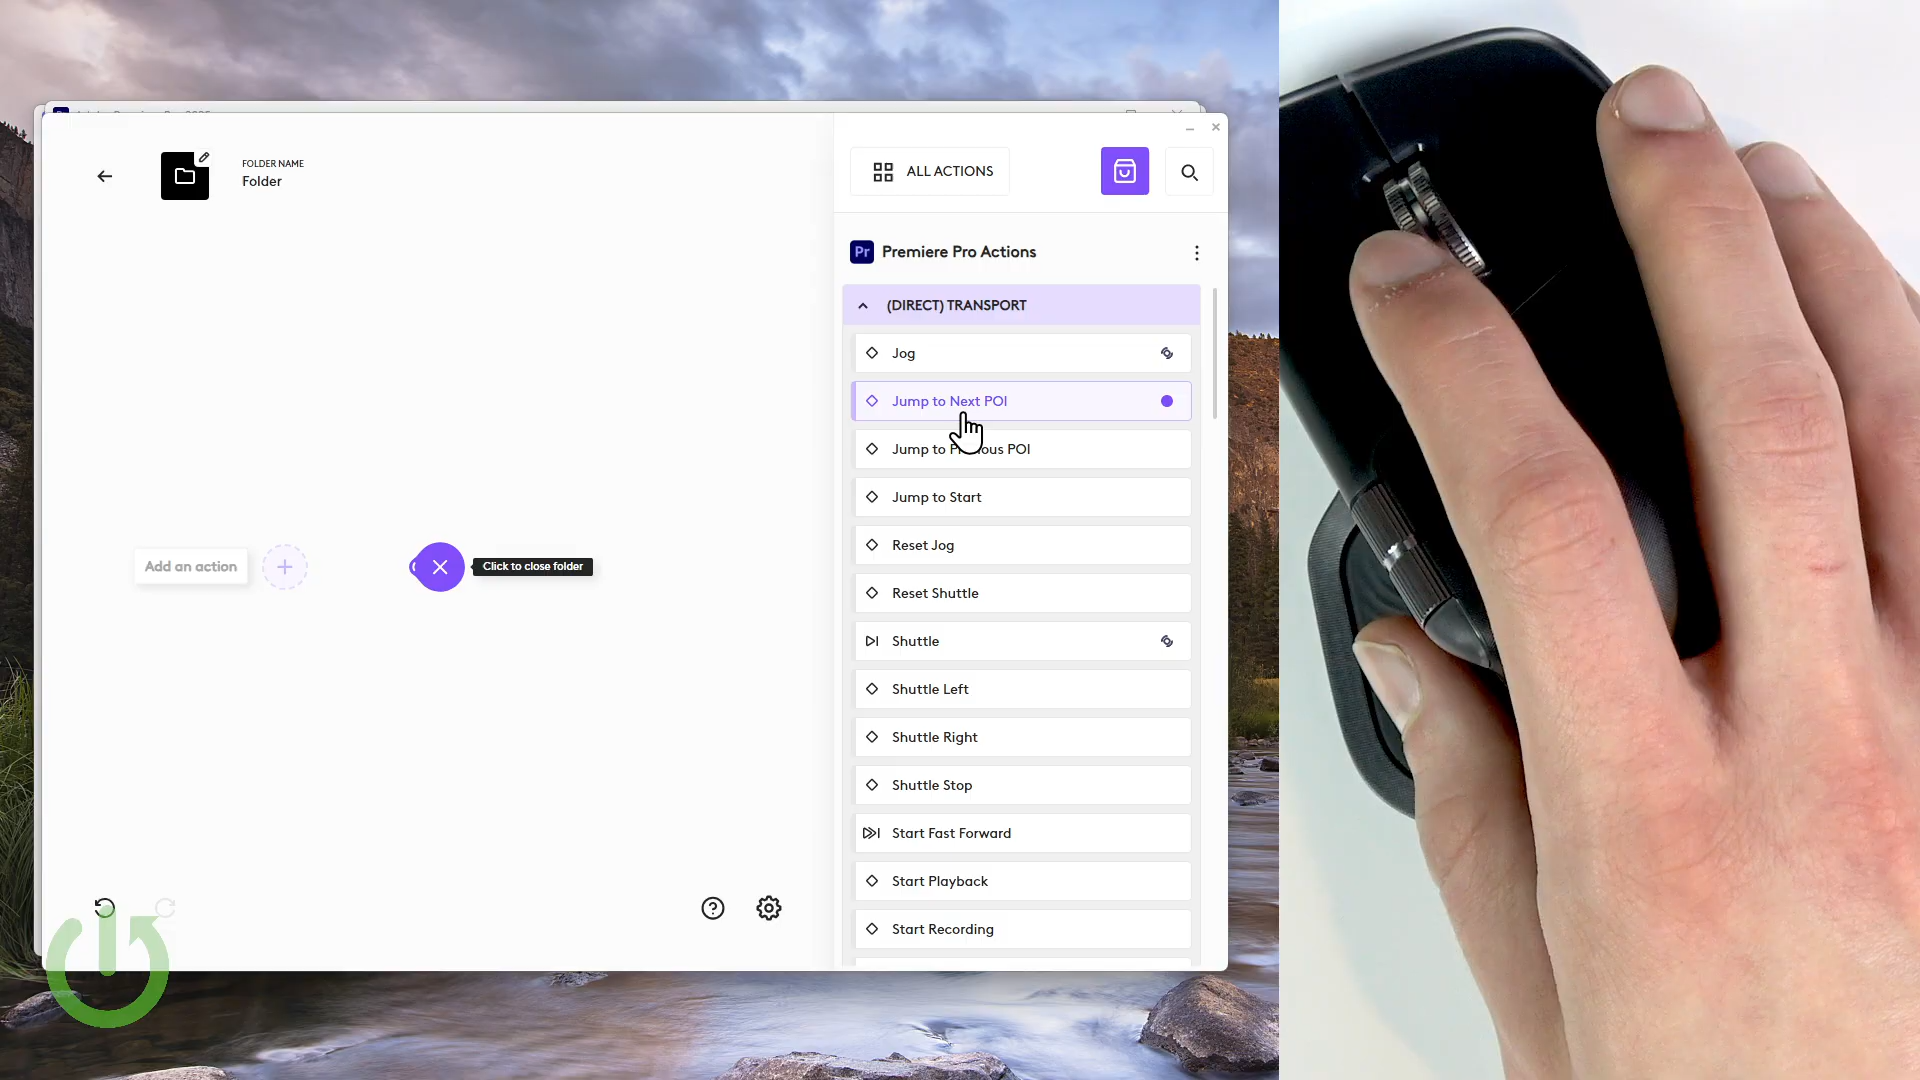 FOLDER NAME
Folder
Add an action
Click to close folder
ALL ACTIONS
Pr Premiere Pro Actions
(DIRECT) TRANSPORT
Jog
Jump to Next POI
Jump to Previous POI
Jump to Start
Reset Jog
Reset Shuttle
Shuttle
Shuttle Left
Shuttle Right
Shuttle Stop
Start Fast Forward
Start Playback
Start Recording